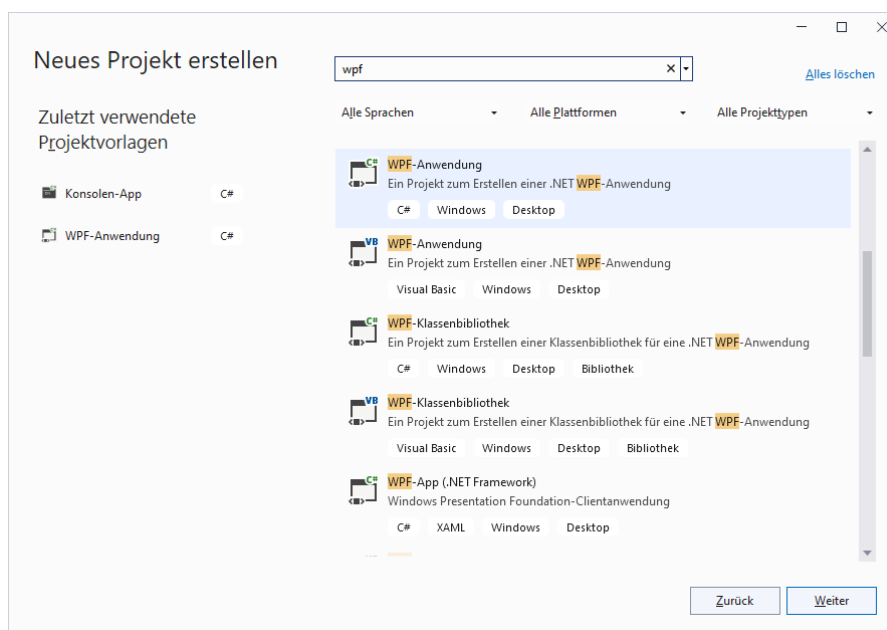 Neues Projekt erstellen
wpf
Alles löschen
Zuletzt verwendete
Projektvorlagen
Konsolen-App C#
WPF-Anwendung C#
Alle Sprachen Alle Plattformen Alle Projekttypen
C# WPF-Anwendung
Ein Projekt zum Erstellen einer .NET WPF-Anwendung
C# Windows Desktop
VB WPF-Anwendung
Ein Projekt zum Erstellen einer .NET WPF-Anwendung
Visual Basic Windows Desktop
C# WPF-Klassenbibliothek
Ein Projekt zum Erstellen einer Klassenbibliothek für eine .NET WPF-Anwendung
C# Windows Desktop Bibliothek
VB WPF-Klassenbibliothek
Ein Projekt zum Erstellen einer Klassenbibliothek für eine .NET WPF-Anwendung
Visual Basic Windows Desktop Bibliothek
C# WPF-App (.NET Framework)
Windows Presentation Foundation-Clientanwendung
C# XAML Windows Desktop
Zurück Weiter